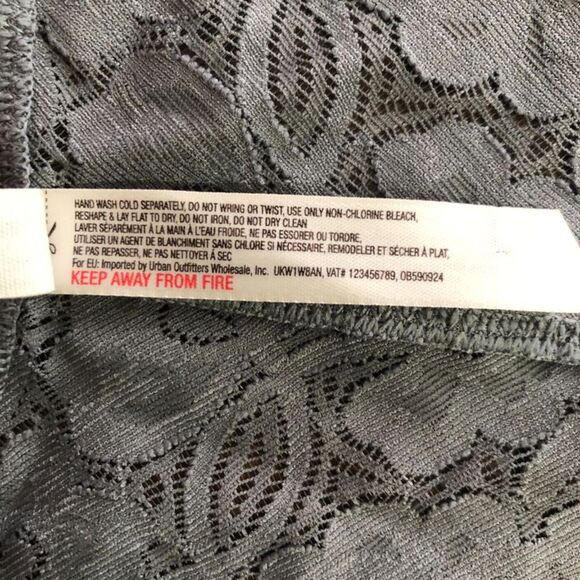 HAND WASH COLD SEPARATELY, DO NOT WRING OR TWIST, USE ONLY NON-CHLORINE BLEACH,
RESHAPE & LAY FLAT TO DRY, DO NOT IRON, DO NOT DRY CLEAN
LAVER SÉPARÉMENT À LA MAIN À L'EAU FROIDE, NE PAS ESSORER OU TORDRE,
UTILISER UN AGENT DE BLANCHIMENT SANS CHLORE SI NÉCESSAIRE, REMODELER ET SÉCHER À PLAT,
NE PAS REPASSER, NE PAS NETTOYER À SEC
For EU: Imported by Urban Outfitters Wholesale, Inc. UKW1W8AN, VAT# 123456789, OB590924
KEEP AWAY FROM FIRE